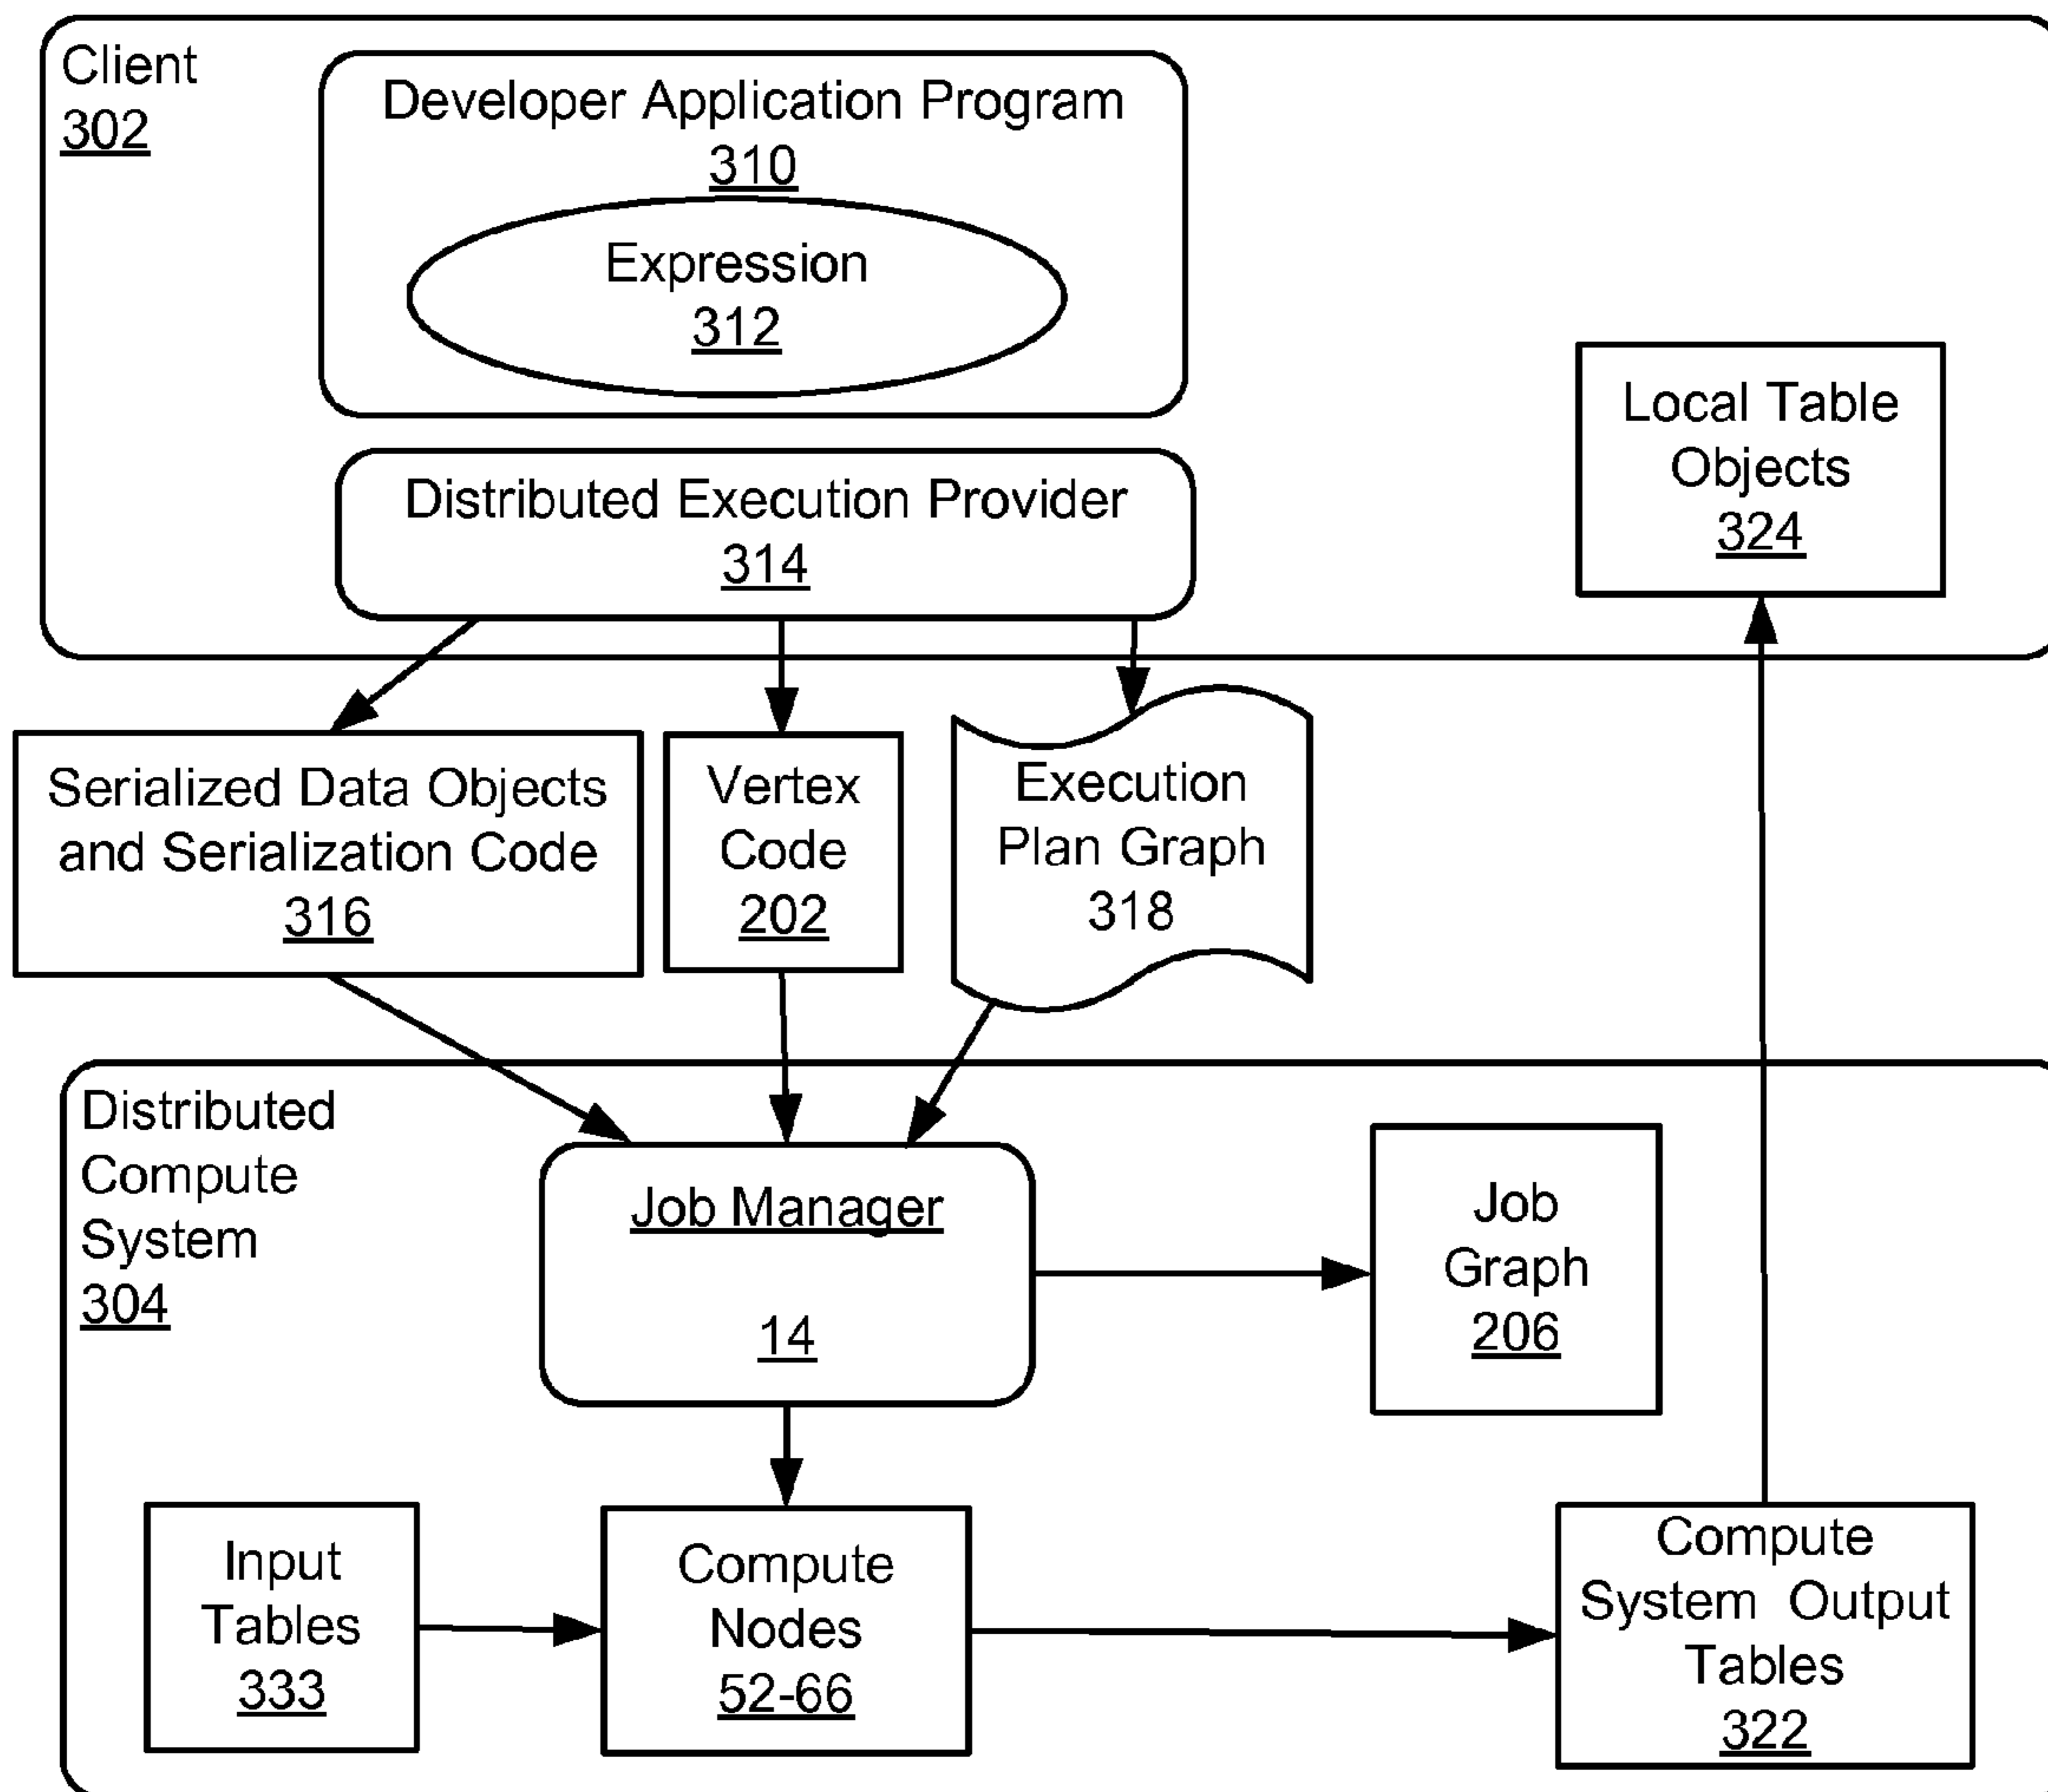 Client
302
Developer Application Program
310
Expression
312
Local Table
Objects
324
Distributed Execution Provider
314
Serialized Data Objects
and Serialization Code
316
Vertex
Code
202
Execution
Plan Graph
318
Distributed
Compute
System
304
Job Manager
14
Job
Graph
206
Input
Tables
333
Compute
Nodes
52-66
Compute
System Output
Tables
322